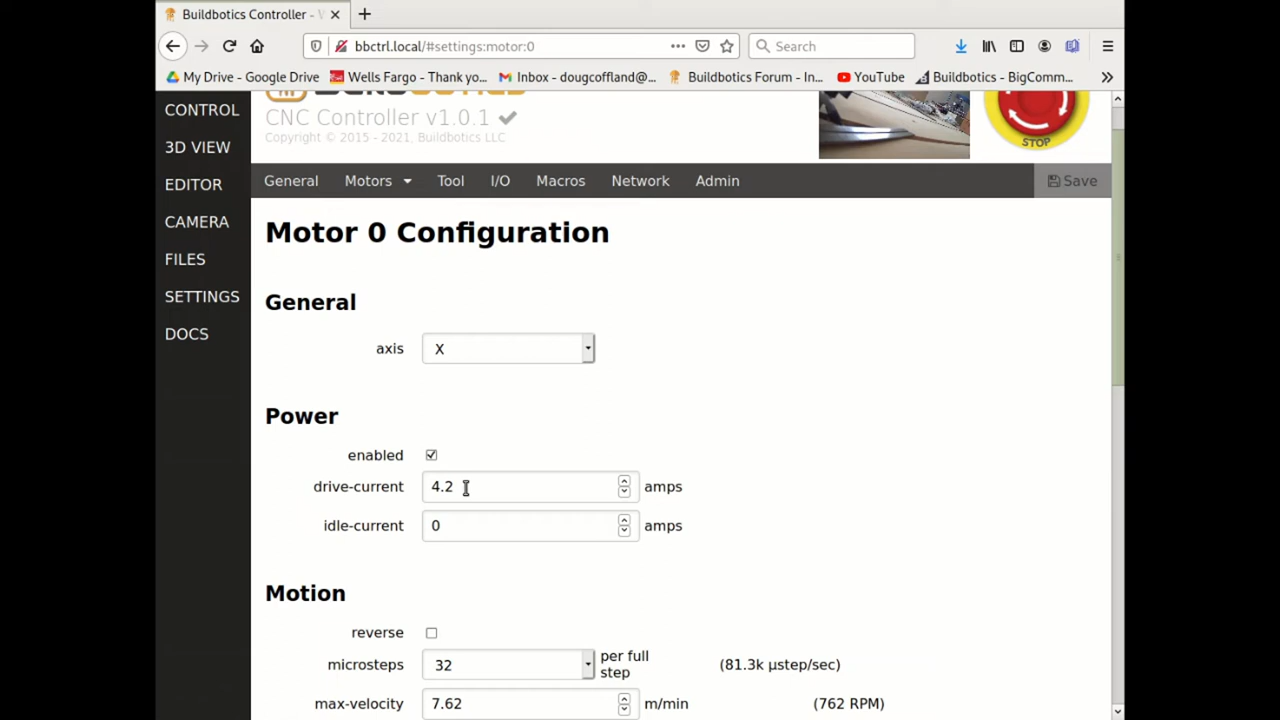 Buildbotics Controller - V
bbctrl.local/#settings:motor:0
Search
My Drive - Google Drive
Wells Fargo - Thank yo...
Inbox - dougcoffland@...
Buildbotics Forum - In...
YouTube
Buildbotics - BigComm...
CONTROL
3D VIEW
EDITOR
CAMERA
FILES
SETTINGS
DOCS
CNC Controller v1.0.1
Copyright © 2015 - 2021, Buildbotics LLC
STOP
General Motors Tool I/O Macros Network Admin Save
Motor 0 Configuration
General
axis X
Power
enabled
drive-current 4.2 amps
idle-current 0 amps
Motion
reverse
microsteps 32 per full step (81.3k µstep/sec)
max-velocity 7.62 m/min (762 RPM)